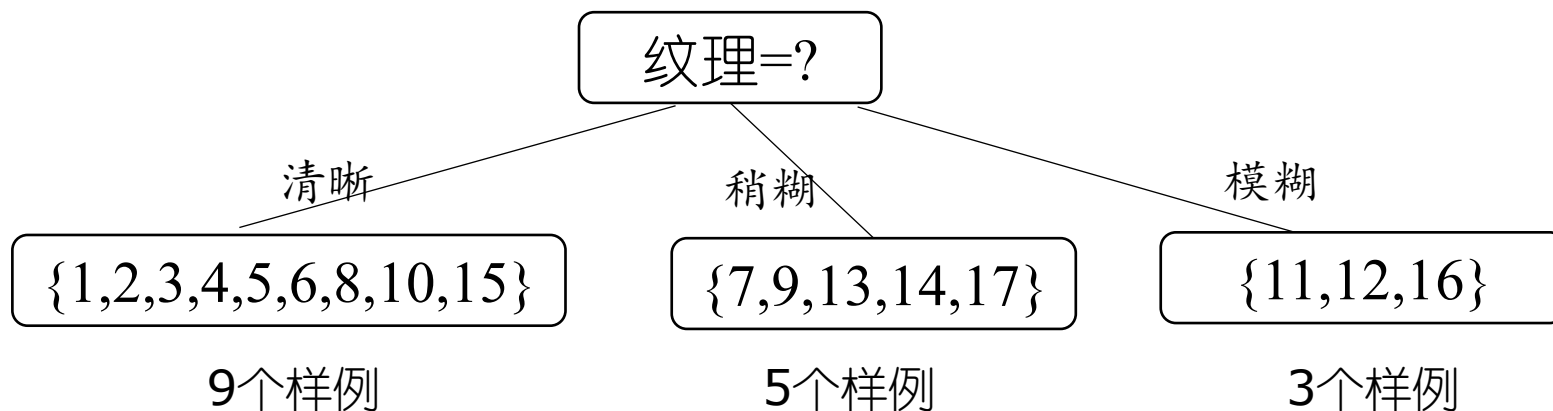 纹理=?
清晰
稍糊
模糊
{1,2,3,4,5,6,8,10,15}
{7,9,13,14,17}
{11,12,16}
9个样例
5个样例
3个样例